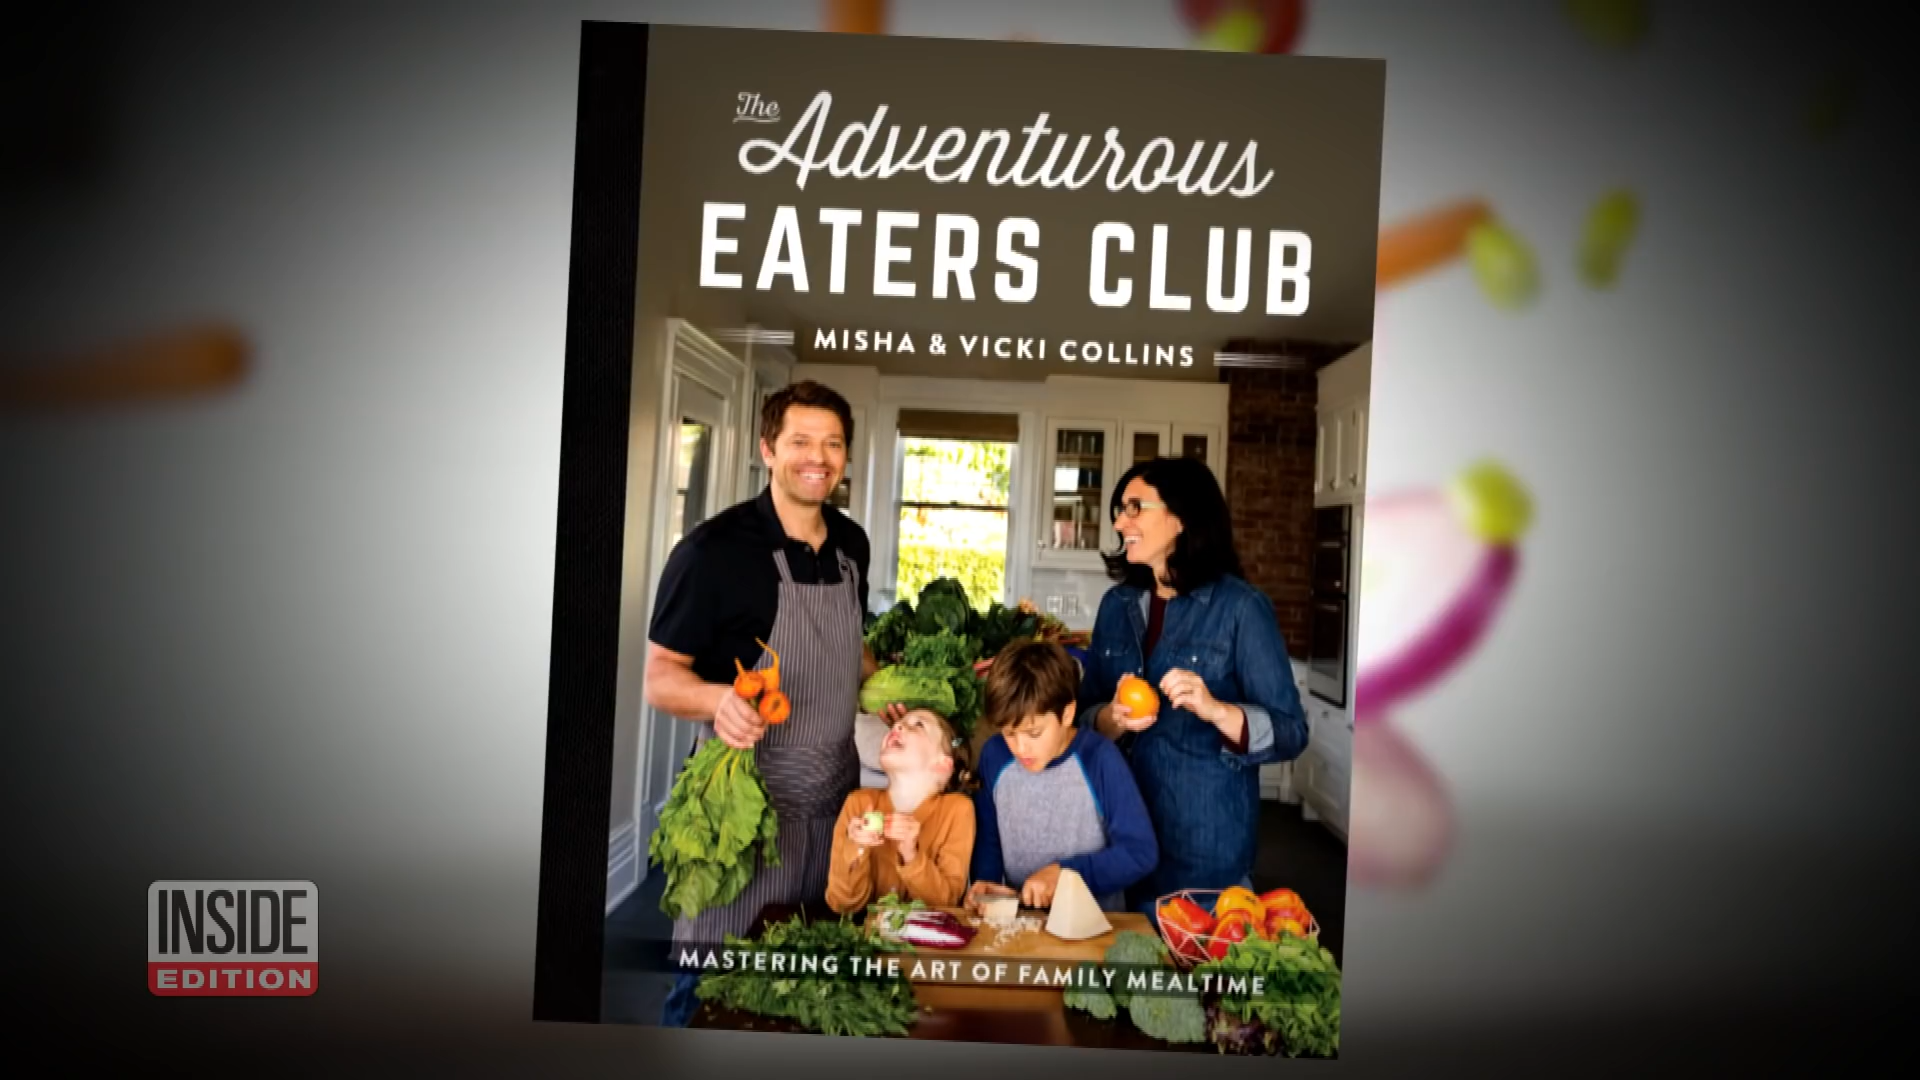 The
Adventurous
EATERS CLUB
MISHA & VICKI COLLINS
MASTERING THE ART OF FAMILY MEALTIME
INSIDE
EDITION